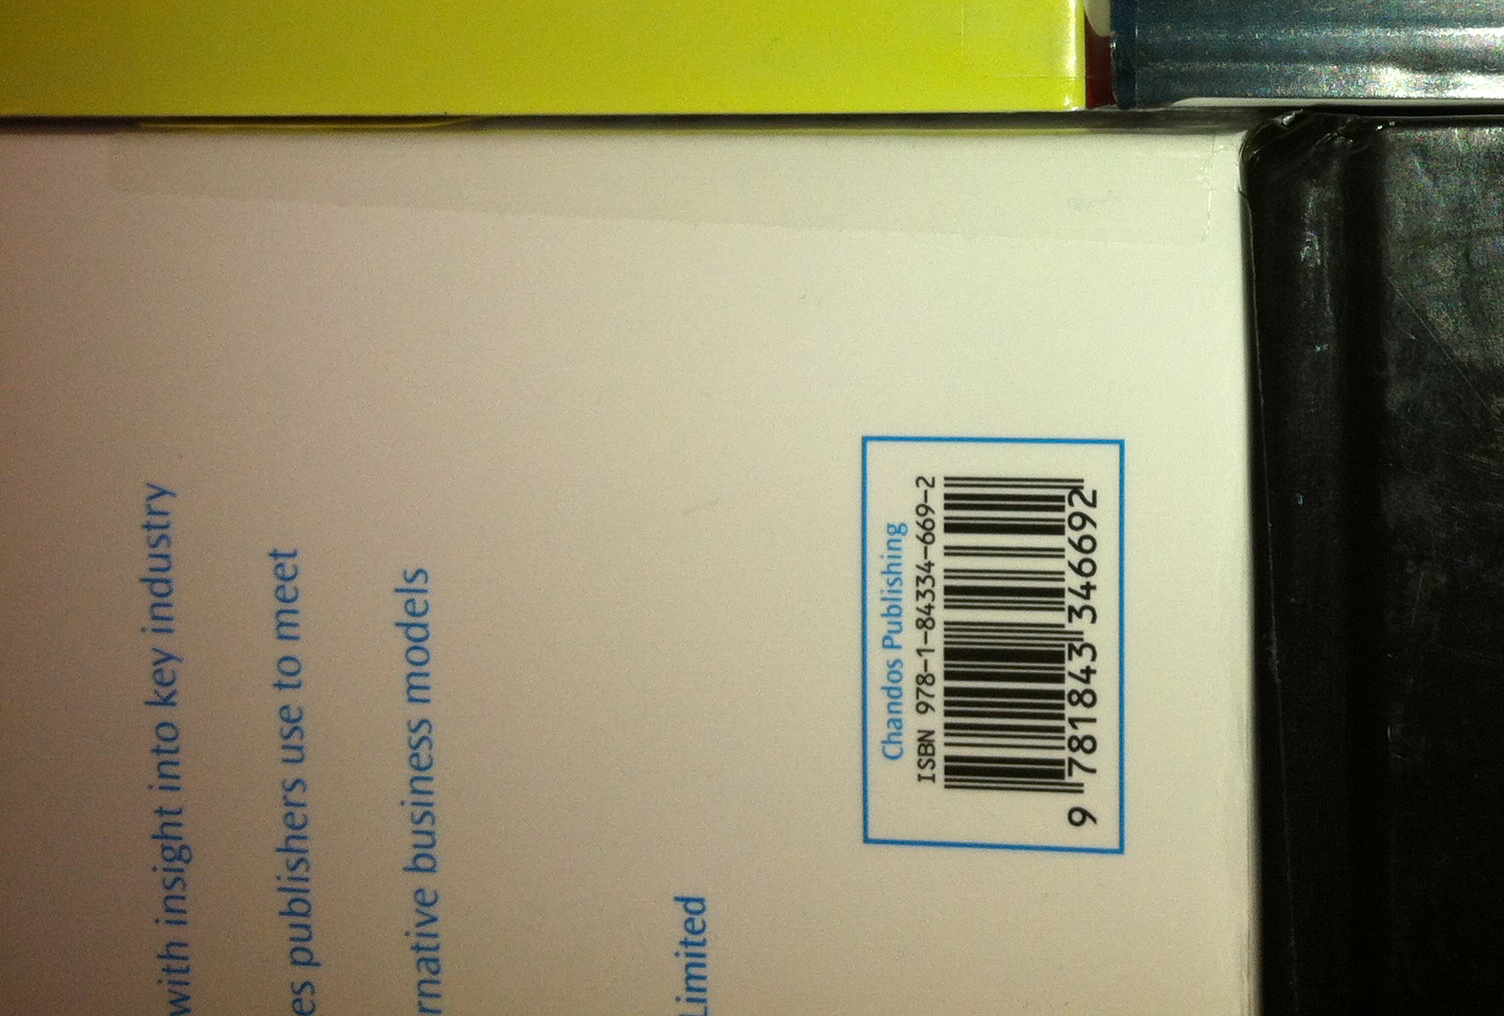 with insight into key industry
es publishers use to meet
rnative business models
Limited
Chandos Publishing
ISBN 978-1-84334-669-2
9 781843 346692